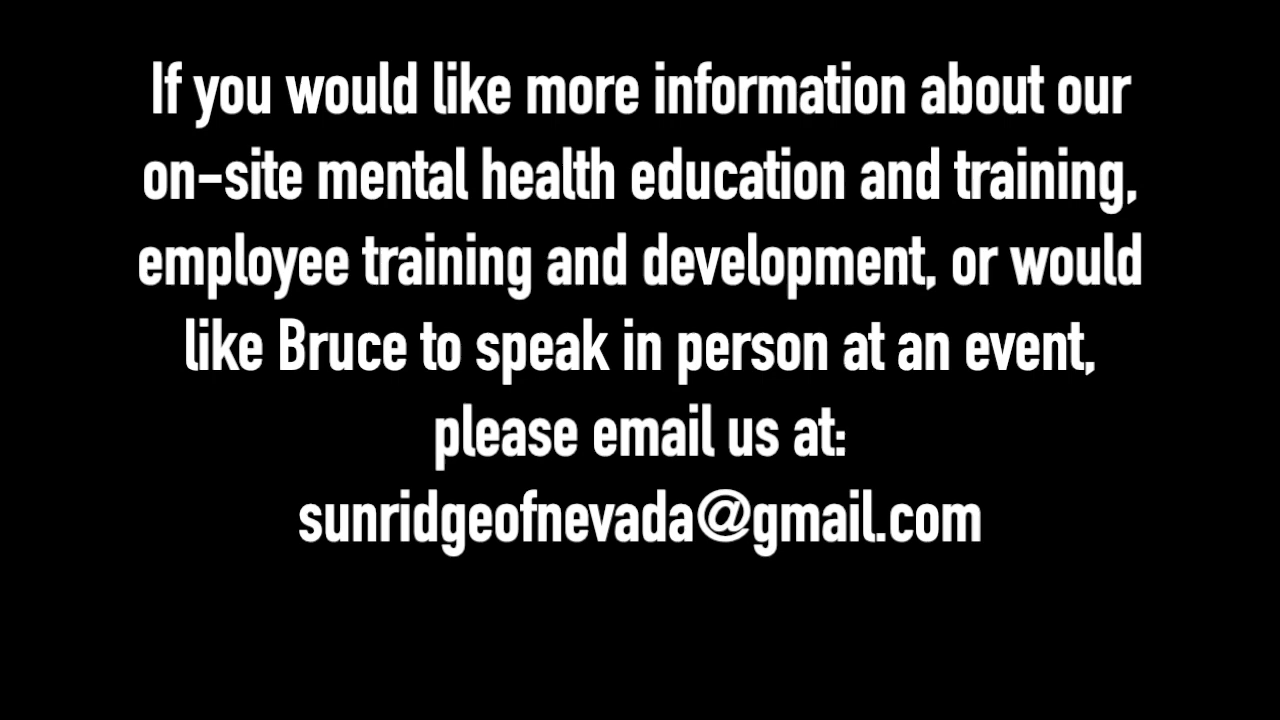 If you would like more information about our
on-site mental health education and training,
employee training and development, or would
like Bruce to speak in person at an event,
please email us at:
sunridgeofnevada@gmail.com